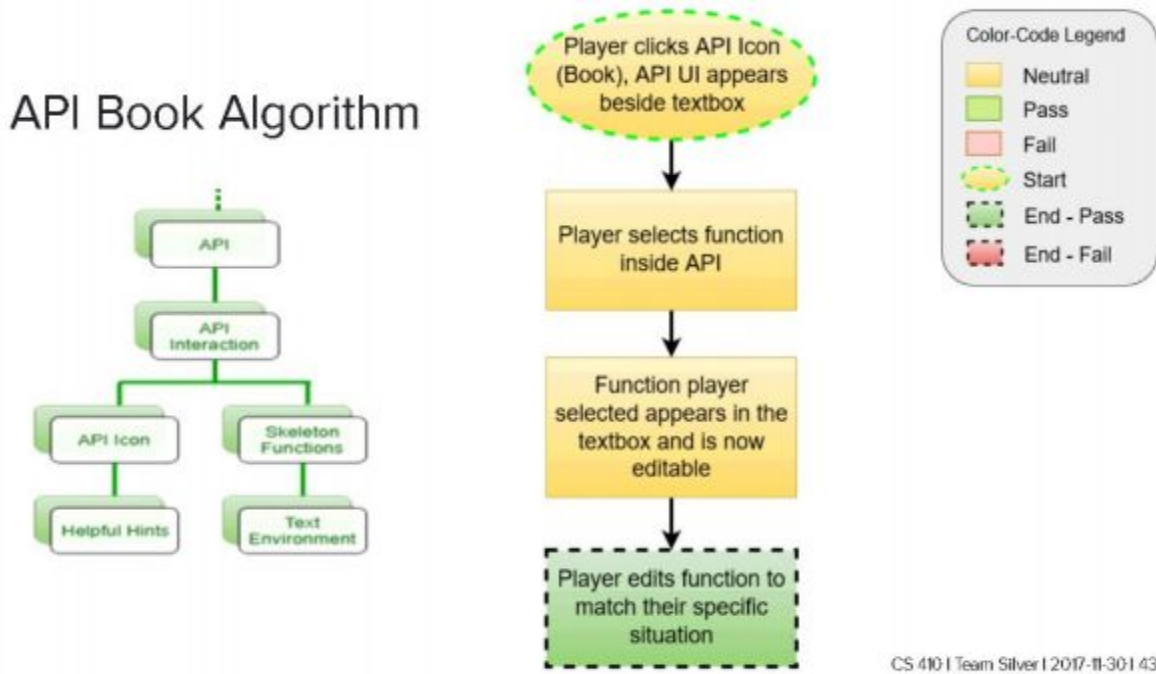 API Book Algorithm
API
API
Interaction
API Icon
Skeleton
Functions
Helpful Hints
Text
Environment
Player clicks API Icon
(Book), API UI appears
beside textbox
Player selects function
inside API
Function player
selected appears in the
textbox and is now
editable
Player edits function to
match their specific
situation
Color-Code Legend
Neutral
Pass
Fail
Start
End - Pass
End - Fail
CS 410 I Team Silver I 2017-11-30 I 43